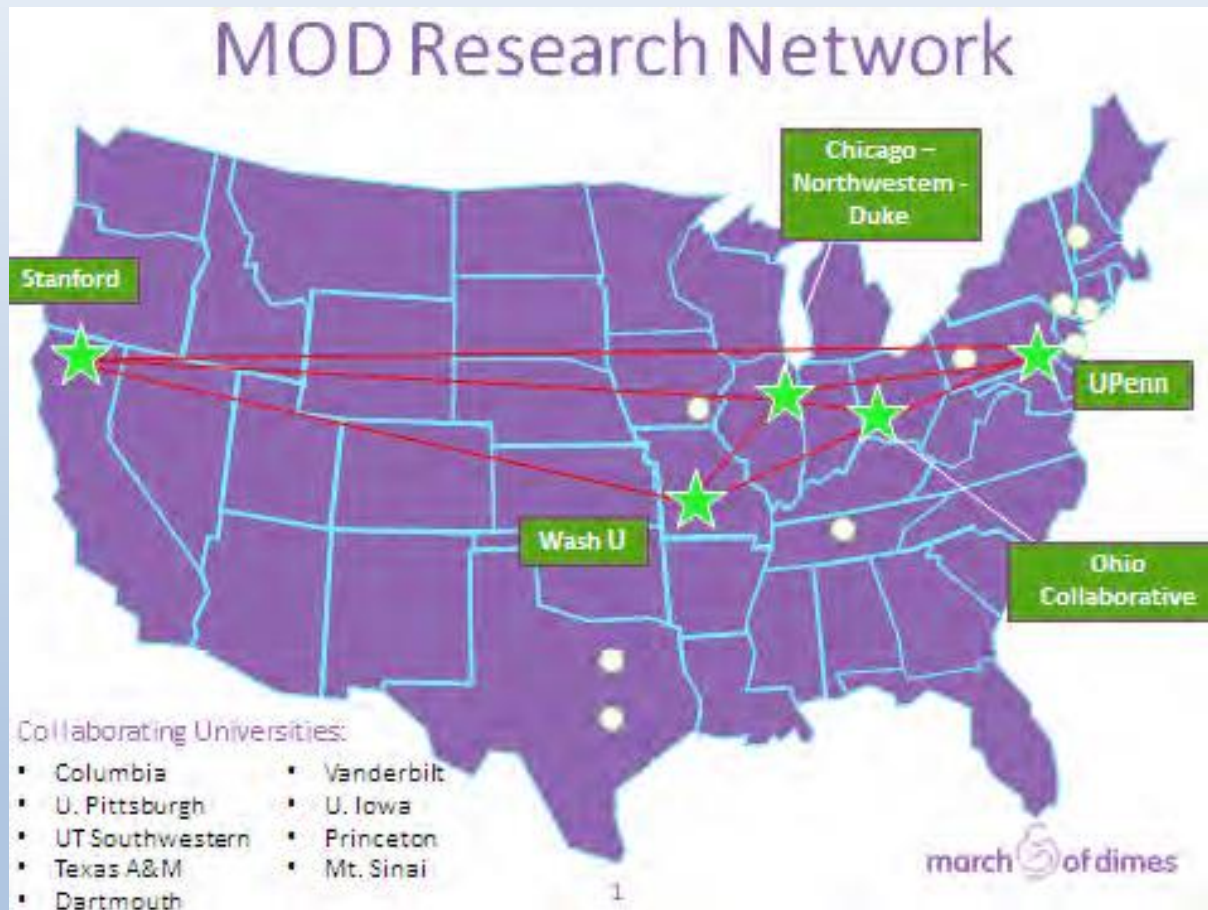 MOD Research Network
Chicago –
Northwestern -
Duke
Stanford
UPenn
Wash U
Ohio
Collaborative
Collaborating Universities:
• Columbia
• U. Pittsburgh
• UT Southwestern
• Texas A&M
• Dartmouth
• Vanderbilt
• U. Iowa
• Princeton
• Mt. Sinai
march of dimes
1